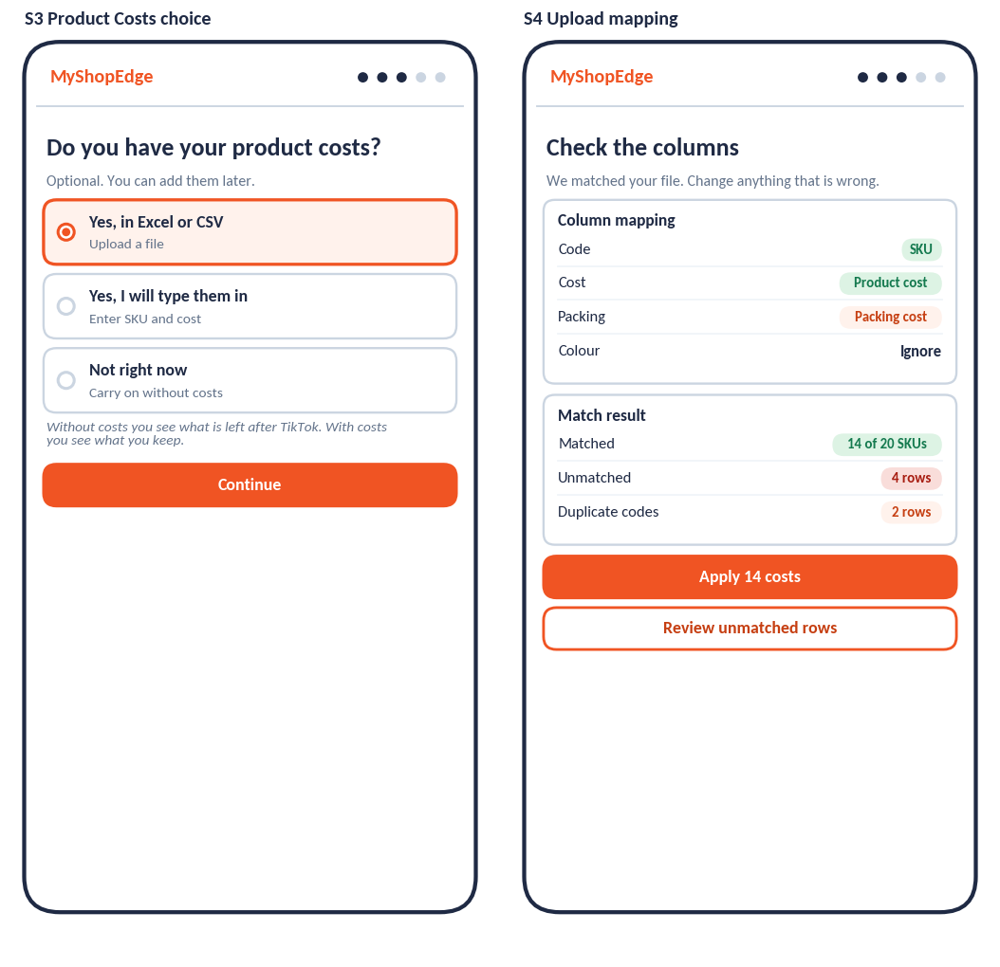 S3 Product Costs choice
MyShopEdge
Do you have your product costs?
Optional. You can add them later.
Yes, in Excel or CSV
Upload a file
Yes, I will type them in
Enter SKU and cost
Not right now
Carry on without costs
Without costs you see what is left after TikTok. With costs
you see what you keep.
Continue
S4 Upload mapping
MyShopEdge
Check the columns
We matched your file. Change anything that is wrong.
Column mapping
Code SKU
Cost Product cost
Packing Packing cost
Colour Ignore
Match result
Matched 14 of 20 SKUs
Unmatched 4 rows
Duplicate codes 2 rows
Apply 14 costs
Review unmatched rows